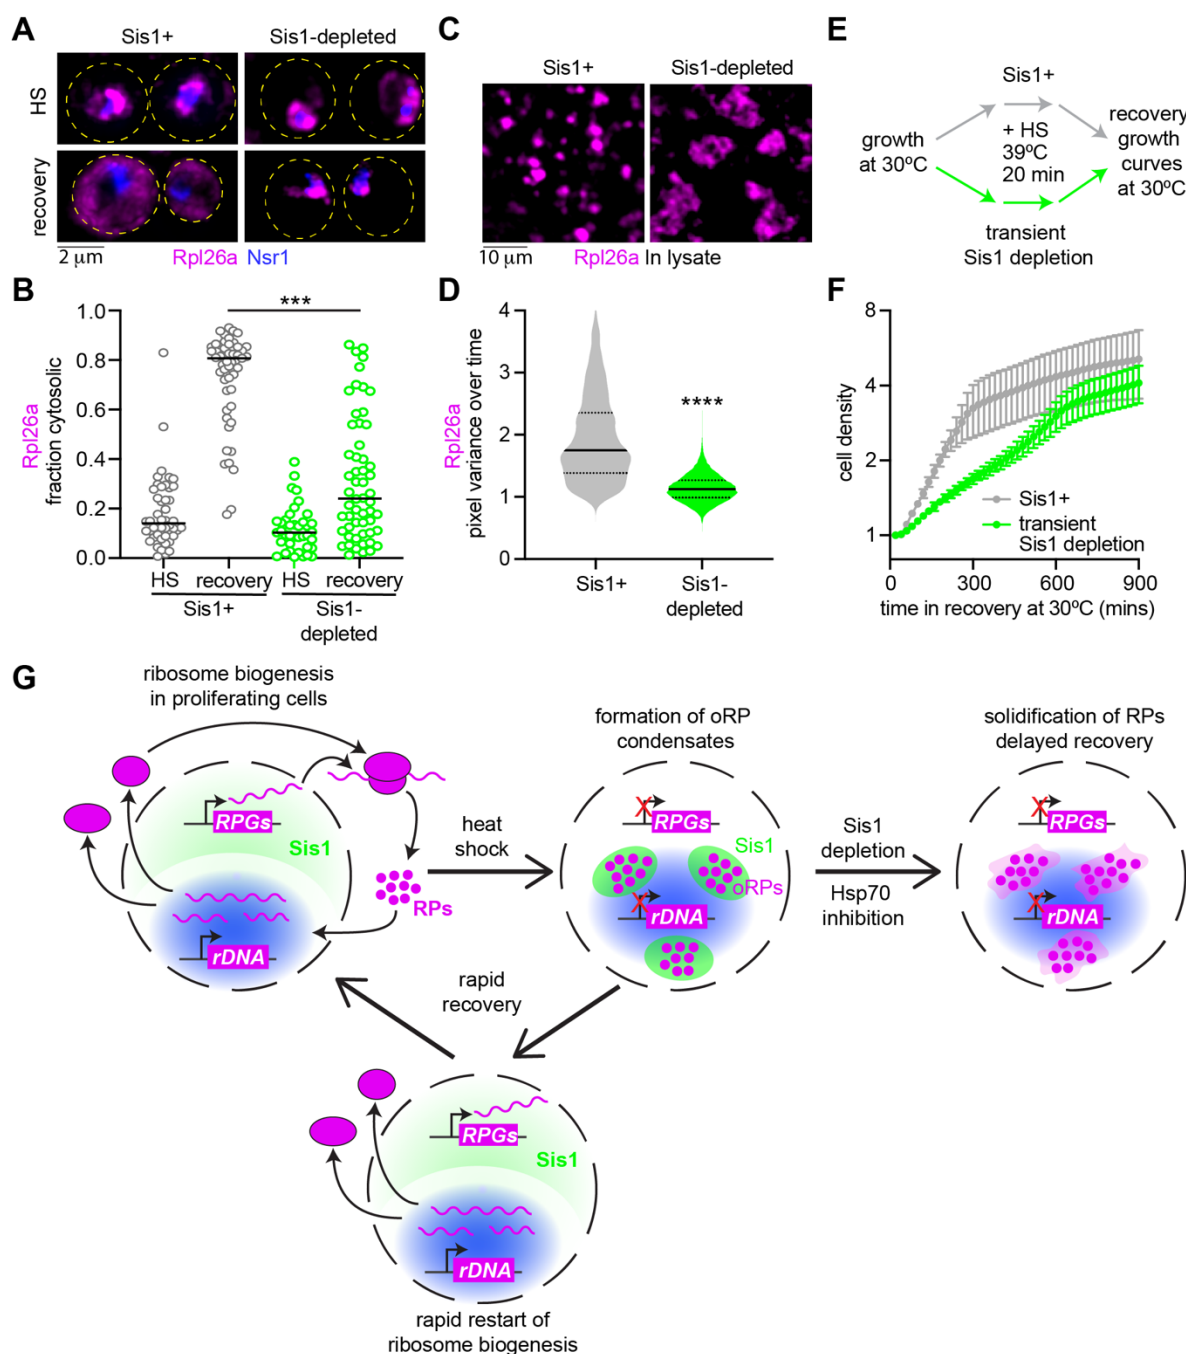 A
Sis1+
Sis1-depleted
HS
recovery
2 μm
Rpl26a Nsr1
C
Sis1+
Sis1-depleted
10 μm
Rpl26a In lysate
E
Sis1+
growth
at 30ºC
+ HS
39ºC
20 min
recovery
growth
curves
at 30ºC
transient
Sis1 depletion
B
***
Rpl26a
fraction cytosolic
1.0
0.8
0.6
0.4
0.2
0.0
HS
recovery
HS
recovery
Sis1+
Sis1-
depleted
D
Rpl26a
pixel variance over time
4
3
2
1
0
****
Sis1+
Sis1-
depleted
F
cell density
8
4
2
1
Sis1+
transient
Sis1 depletion
300
600
900
time in recovery at 30ºC (mins)
G
ribosome biogenesis
in proliferating cells
RPGs
Sis1
rDNA
RPs
heat
shock
formation of oRP
condensates
X
RPGs
Sis1
oRPs
X
rDNA
Sis1
depletion
Hsp70
inhibition
solidification of RPs
delayed recovery
X
RPGs
X
rDNA
rapid
recovery
RPGs
Sis1
rDNA
rapid restart of
ribosome biogenesis